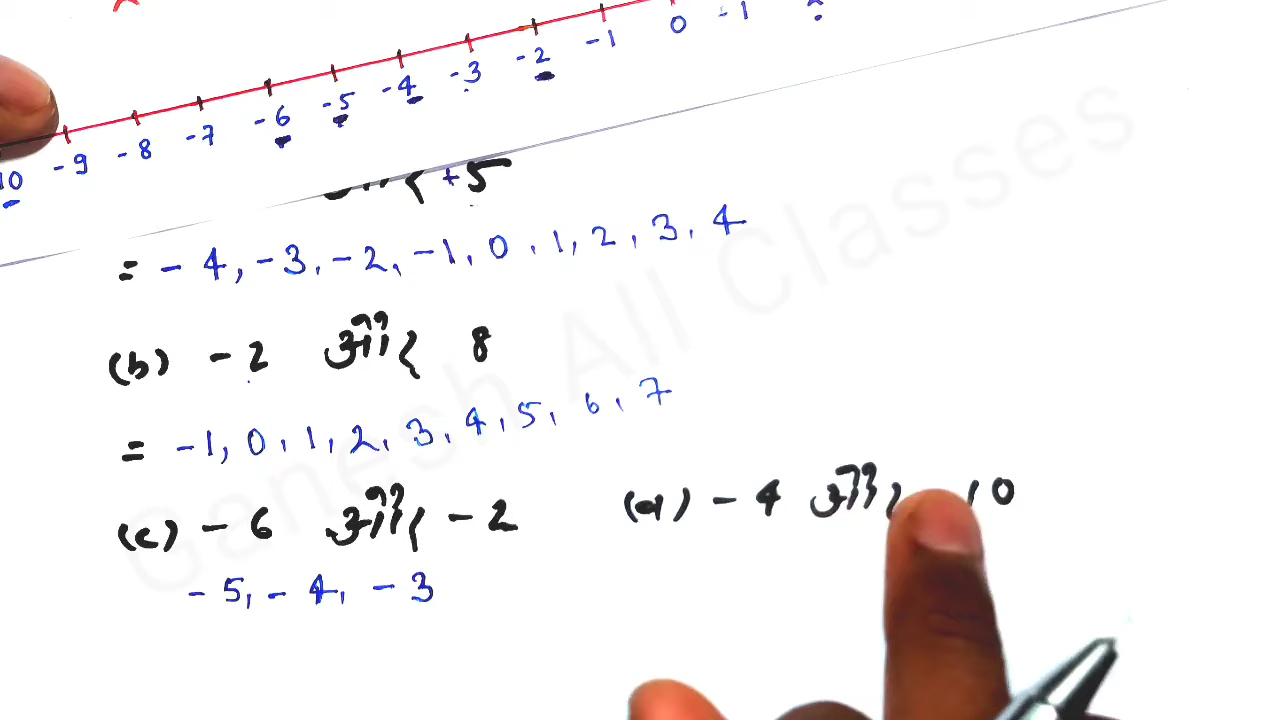 -10 -9 -8 -7 -6 -5 -4 -3 -2 -1 0 -1
+5
= -4, -3, -2, -1, 0, 1, 2, 3, 4
(b) -2 और 8
= -1, 0, 1, 2, 3, 4, 5, 6, 7
(c) -6 और -2
(d) -4 और 10
-5, -4, -3
Ganesh All Classes